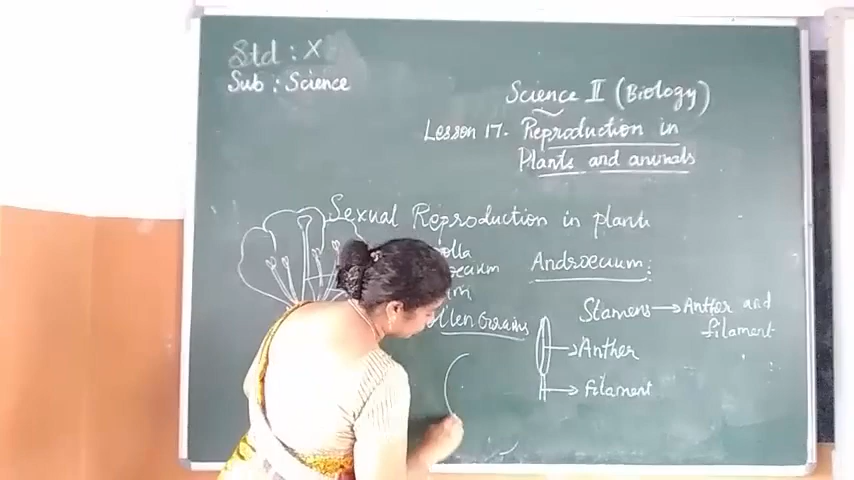 Std : X
Sub : Science
Science II (Biology)
Lesson 17. Reproduction in
Plants and animals
Sexual Reproduction in plants
Androecium :
Stamens → Anther and
filament
→ Anther
→ filament
Grains